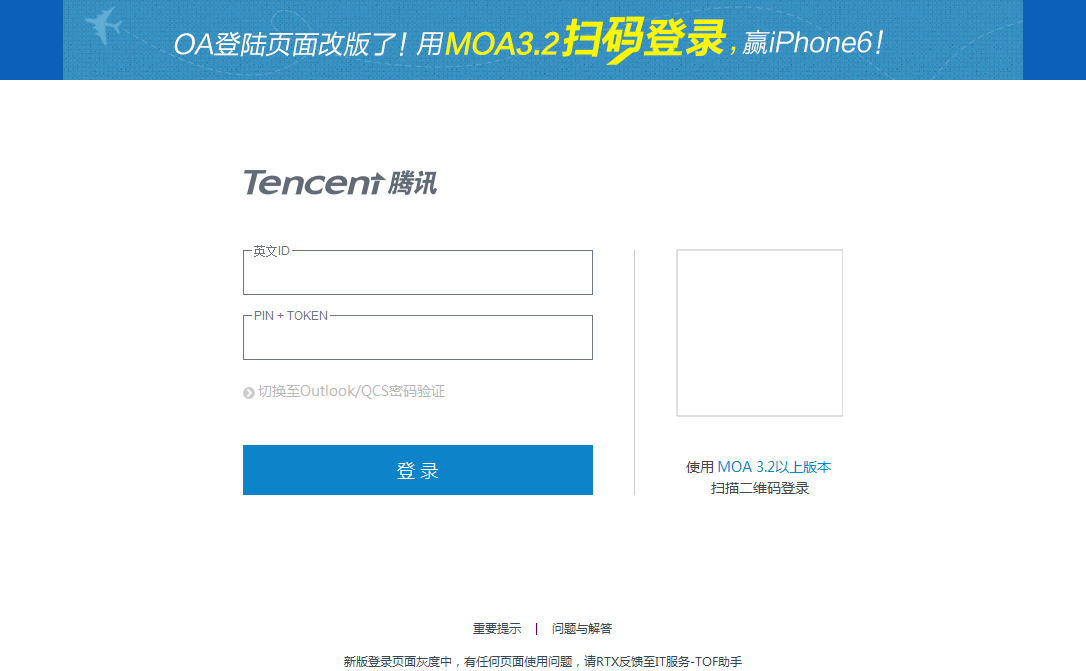 OA登陆页面改版了！用MOA3.2扫码登录，赢iPhone6！
Tencent腾讯
英文ID
PIN + TOKEN
切换至Outlook/QCS密码验证
登 录
使用 MOA 3.2以上版本
扫描二维码登录
重要提示 | 问题与解答
新版登录页面灰度中，有任何页面使用问题，请RTX反馈至IT服务-TOF助手